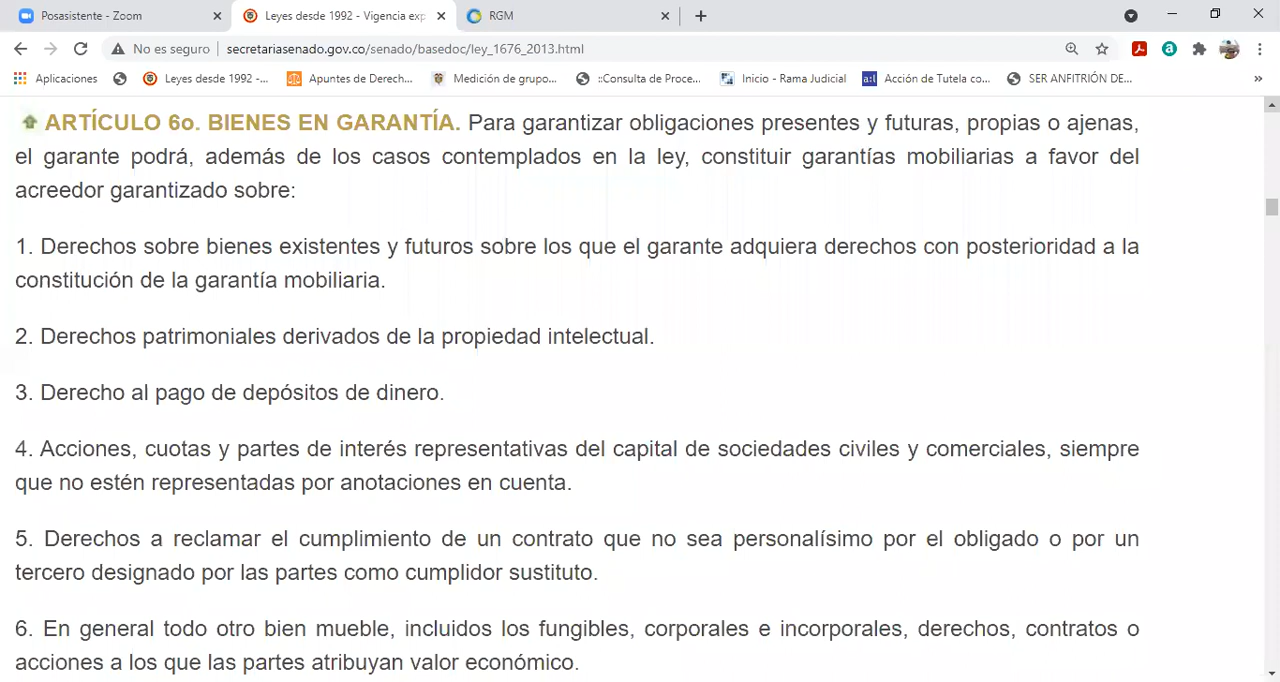 Posasistente - Zoom
Leyes desde 1992 - Vigencia exp
RGM
No es seguro
secretariasenado.gov.co/senado/basedoc/ley_1676_2013.html
Aplicaciones
Leyes desde 1992 -...
Apuntes de Derech...
Medición de grupo...
::Consulta de Proce...
Inicio - Rama Judicial
Acción de Tutela co...
SER ANFITRIÓN DE...
»
ARTÍCULO 6o. BIENES EN GARANTÍA. Para garantizar obligaciones presentes y futuras, propias o ajenas,
el garante podrá, además de los casos contemplados en la ley, constituir garantías mobiliarias a favor del
acreedor garantizado sobre:
1. Derechos sobre bienes existentes y futuros sobre los que el garante adquiera derechos con posterioridad a la
constitución de la garantía mobiliaria.
2. Derechos patrimoniales derivados de la propiedad intelectual.
3. Derecho al pago de depósitos de dinero.
4. Acciones, cuotas y partes de interés representativas del capital de sociedades civiles y comerciales, siempre
que no estén representadas por anotaciones en cuenta.
5. Derechos a reclamar el cumplimiento de un contrato que no sea personalísimo por el obligado o por un
tercero designado por las partes como cumplidor sustituto.
6. En general todo otro bien mueble, incluidos los fungibles, corporales e incorporales, derechos, contratos o
acciones a los que las partes atribuyan valor económico.